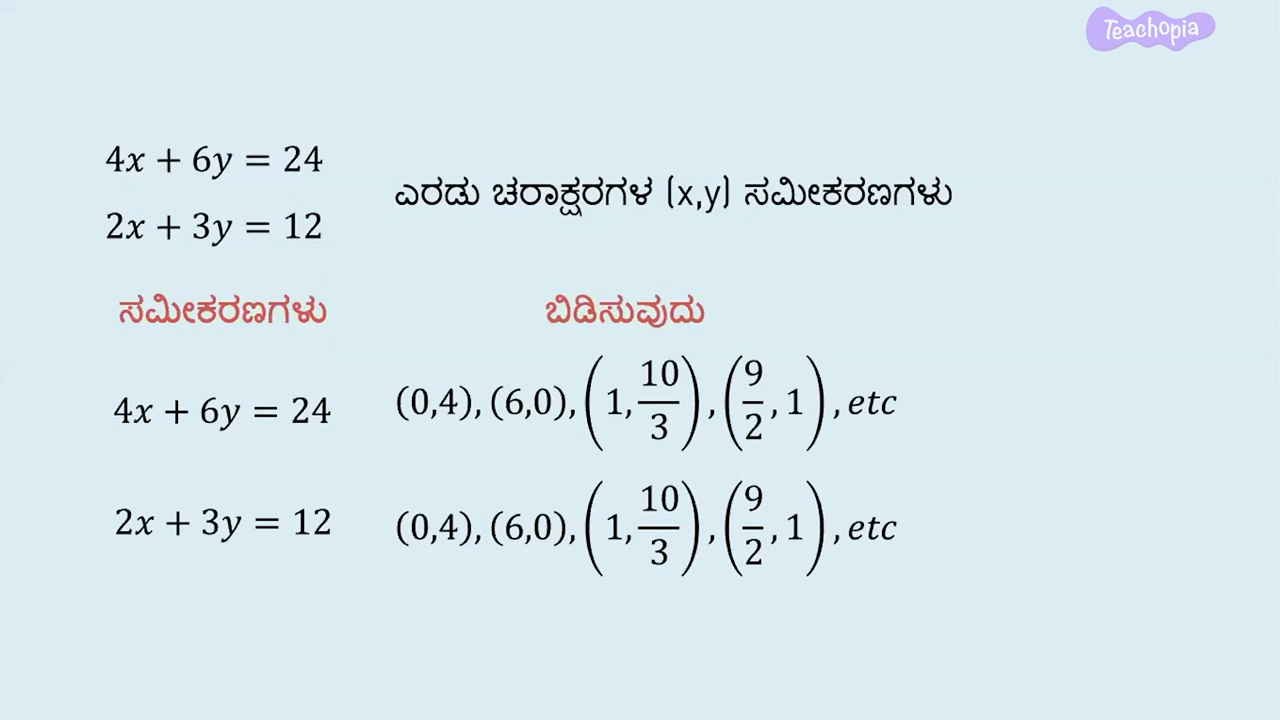 Teachopia
4x + 6y = 24
ಎರಡು ಚರಾಕ್ಷರಗಳ (x,y) ಸಮೀಕರಣಗಳು
2x + 3y = 12
ಸಮೀಕರಣಗಳು ಬಿಡಿಸುವುದು
4x + 6y = 24 (0,4), (6,0), (1, 10/3), (9/2, 1), etc
2x + 3y = 12 (0,4), (6,0), (1, 10/3), (9/2, 1), etc